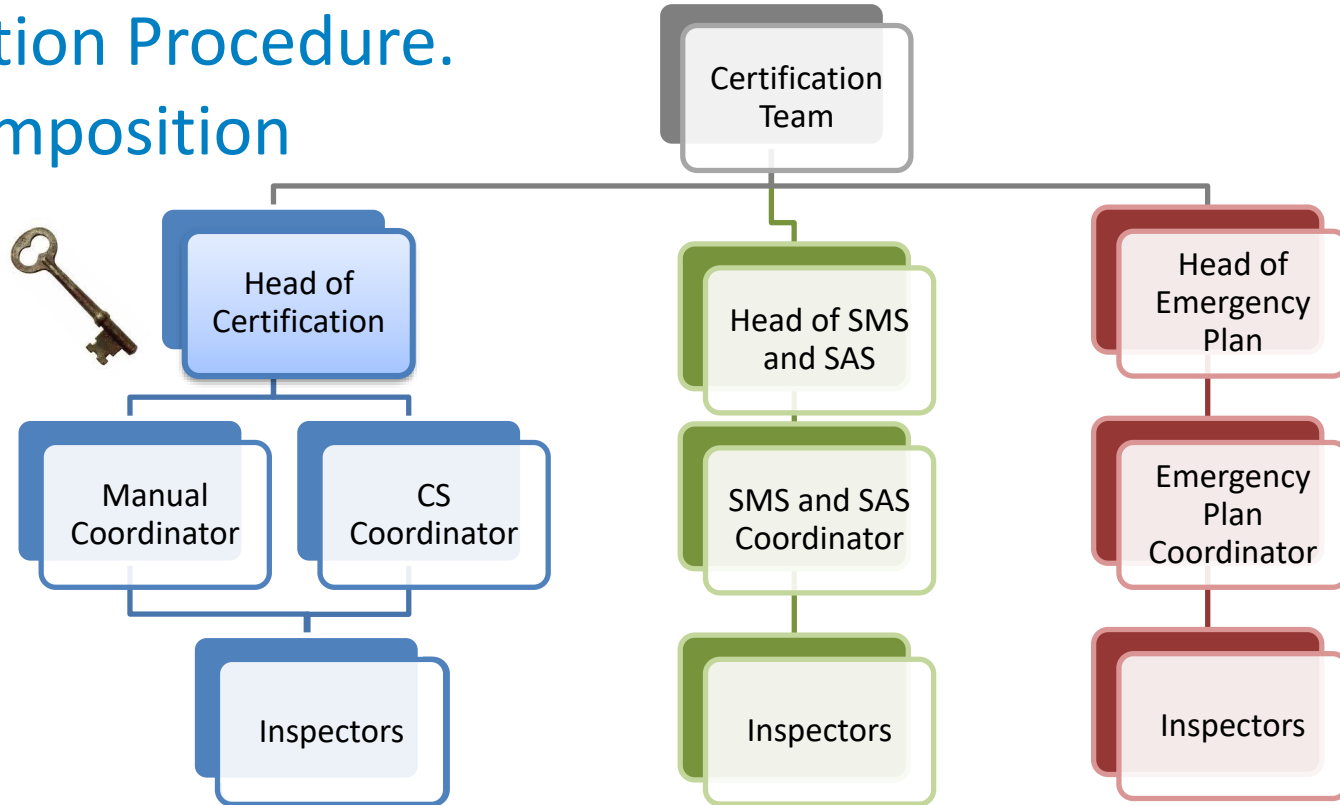 tion Procedure.
mposition
Certification
Team
Head of
Certification
Head of SMS
and SAS
Head of
Emergency
Plan
Manual
Coordinator
CS
Coordinator
SMS and SAS
Coordinator
Emergency
Plan
Coordinator
Inspectors
Inspectors
Inspectors